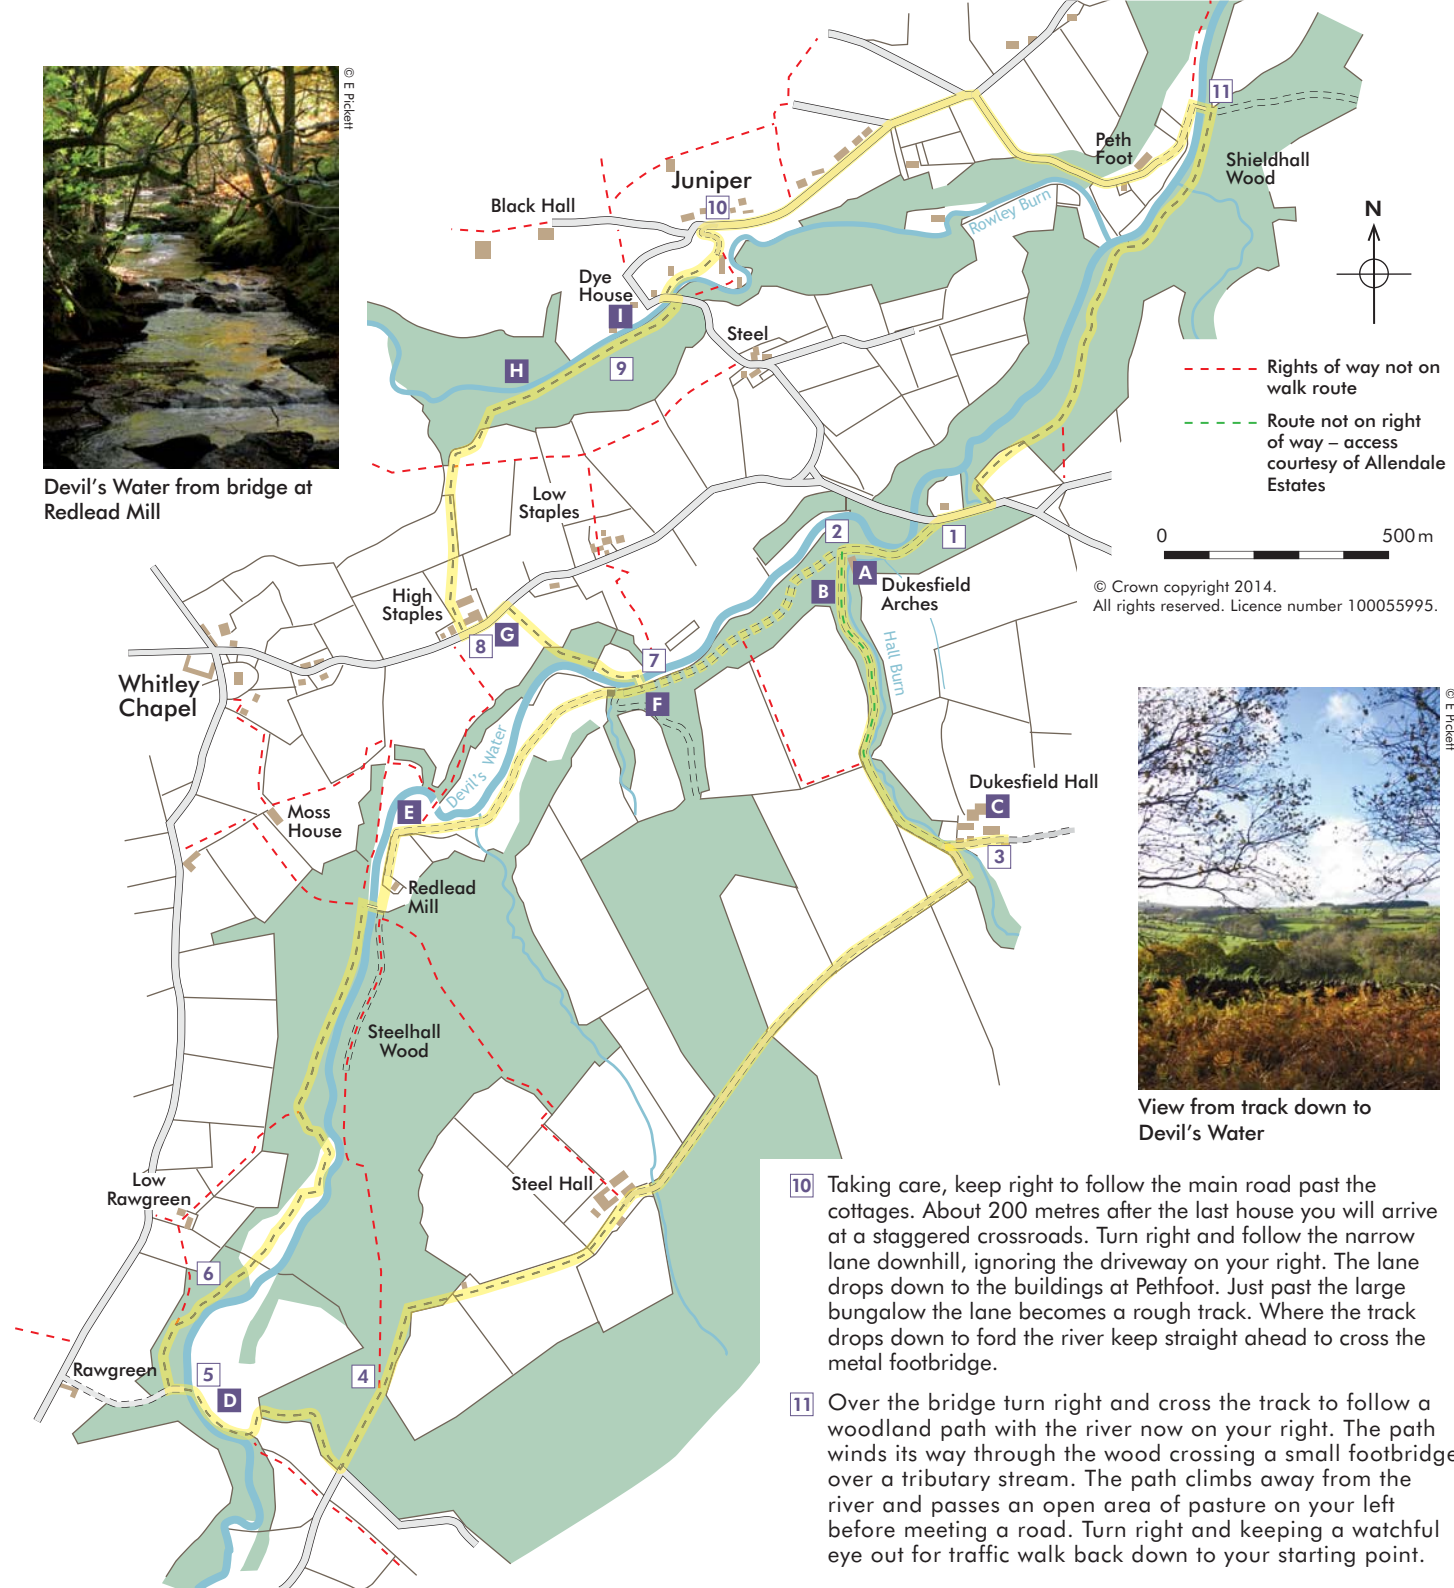 © E Pickett
Devil's Water from bridge at
Redlead Mill
11
Peth
Foot
Shieldhall
Wood
Juniper
10
Black Hall
Rowley Burn
N
Dye
House
I
Steel
H
9
Rights of way not on
walk route
Route not on right
of way – access
courtesy of Allendale
Estates
0 500 m
© Crown copyright 2014.
All rights reserved. Licence number 100055995.
Low
Staples
2
1
A
B
Dukesfield
Arches
High
Staples
8
G
Hall Burn
7
F
Whitley
Chapel
Devil's Water
© E Pickett
Dukesfield Hall
C
3
E
Moss
House
Redlead
Mill
Steelhall
Wood
View from track down to
Devil's Water
Low
Rawgreen
Steel Hall
6
Rawgreen
5
D
4
10 Taking care, keep right to follow the main road past the
cottages. About 200 metres after the last house you will arrive
at a staggered crossroads. Turn right and follow the narrow
lane downhill, ignoring the driveway on your right. The lane
drops down to the buildings at Pethfoot. Just past the large
bungalow the lane becomes a rough track. Where the track
drops down to ford the river keep straight ahead to cross the
metal footbridge.
11 Over the bridge turn right and cross the track to follow a
woodland path with the river now on your right. The path
winds its way through the wood crossing a small footbridge
over a tributary stream. The path climbs away from the
river and passes an open area of pasture on your left
before meeting a road. Turn right and keeping a watchful
eye out for traffic walk back down to your starting point.